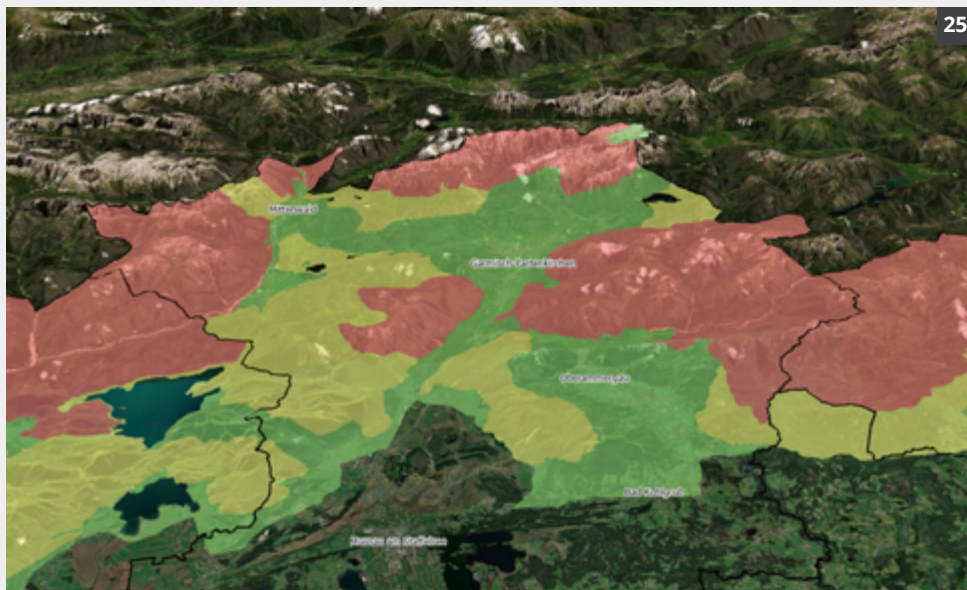 25
Mittenwald
Garmisch-Partenkirchen
Oberammergau
Bad Kohlgrub
Murnau am Staffelsee